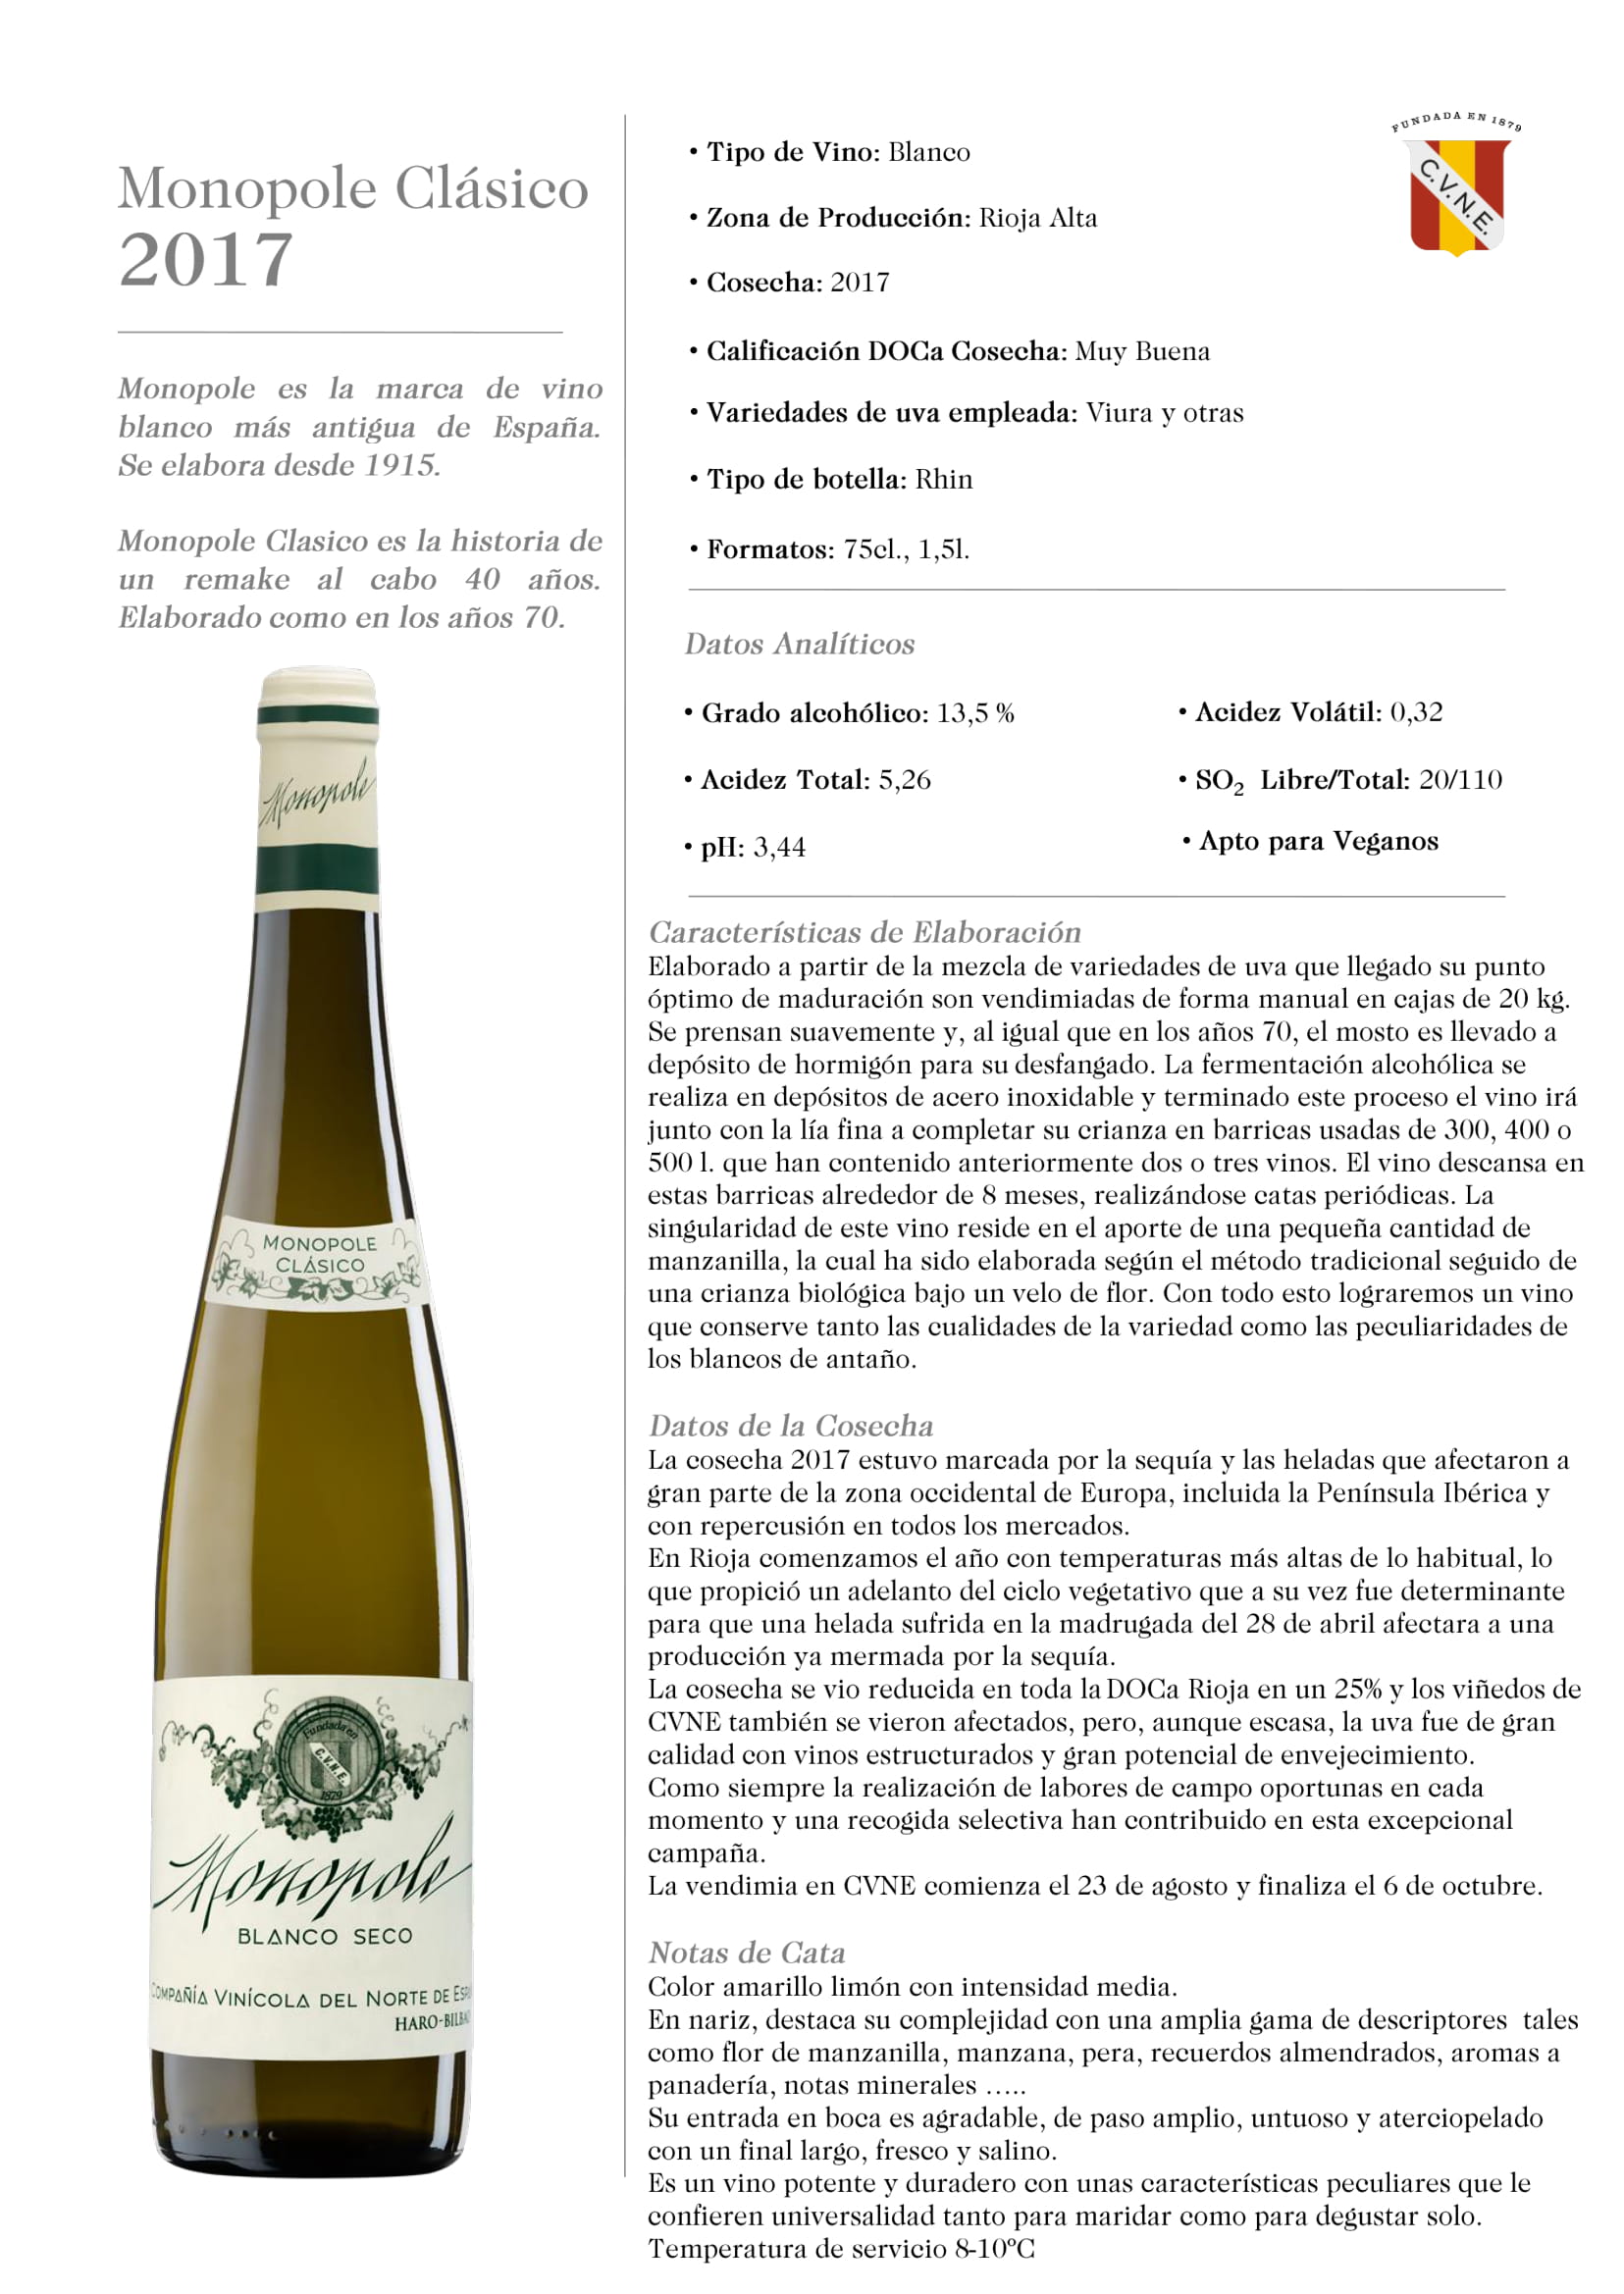 Monopole Clásico
2017
Monopole es la marca de vino
blanco más antigua de España.
Se elabora desde 1915.
Monopole Clasico es la historia de
un remake al cabo 40 años.
Elaborado como en los años 70.
Monopole
MONOPOLE
CLÁSICO
Fundada en
C.V.N.E.
1879
Monopole
BLANCO SECO
COMPAÑÍA VINÍCOLA DEL NORTE DE
HARO-
FUNDADA EN 1879
C.V.N.E.
• Tipo de Vino: Blanco
• Zona de Producción: Rioja Alta
• Cosecha: 2017
• Calificación DOCa Cosecha: Muy Buena
• Variedades de uva empleada: Viura y otras
• Tipo de botella: Rhin
• Formatos: 75cl., 1,5l.
Datos Analíticos
• Grado alcohólico: 13,5 %
• Acidez Volátil: 0,32
• Acidez Total: 5,26
• SO₂ Libre/Total: 20/110
• pH: 3,44
• Apto para Veganos
Características de Elaboración
Elaborado a partir de la mezcla de variedades de uva que llegado su punto
óptimo de maduración son vendimiadas de forma manual en cajas de 20 kg.
Se prensan suavemente y, al igual que en los años 70, el mosto es llevado a
depósito de hormigón para su desfangado. La fermentación alcohólica se
realiza en depósitos de acero inoxidable y terminado este proceso el vino irá
junto con la lía fina a completar su crianza en barricas usadas de 300, 400 o
500 l. que han contenido anteriormente dos o tres vinos. El vino descansa en
estas barricas alrededor de 8 meses, realizándose catas periódicas. La
singularidad de este vino reside en el aporte de una pequeña cantidad de
manzanilla, la cual ha sido elaborada según el método tradicional seguido de
una crianza biológica bajo un velo de flor. Con todo esto lograremos un vino
que conserve tanto las cualidades de la variedad como las peculiaridades de
los blancos de antaño.
Datos de la Cosecha
La cosecha 2017 estuvo marcada por la sequía y las heladas que afectaron a
gran parte de la zona occidental de Europa, incluida la Península Ibérica y
con repercusión en todos los mercados.
En Rioja comenzamos el año con temperaturas más altas de lo habitual, lo
que propició un adelanto del ciclo vegetativo que a su vez fue determinante
para que una helada sufrida en la madrugada del 28 de abril afectara a una
producción ya mermada por la sequía.
La cosecha se vio reducida en toda la DOCa Rioja en un 25% y los viñedos de
CVNE también se vieron afectados, pero, aunque escasa, la uva fue de gran
calidad con vinos estructurados y gran potencial de envejecimiento.
Como siempre la realización de labores de campo oportunas en cada
momento y una recogida selectiva han contribuido en esta excepcional
campaña.
La vendimia en CVNE comienza el 23 de agosto y finaliza el 6 de octubre.
Notas de Cata
Color amarillo limón con intensidad media.
En nariz, destaca su complejidad con una amplia gama de descriptores tales
como flor de manzanilla, manzana, pera, recuerdos almendrados, aromas a
panadería, notas minerales …..
Su entrada en boca es agradable, de paso amplio, untuoso y aterciopelado
con un final largo, fresco y salino.
Es un vino potente y duradero con unas características peculiares que le
confieren universalidad tanto para maridar como para degustar solo.
Temperatura de servicio 8-10ºC